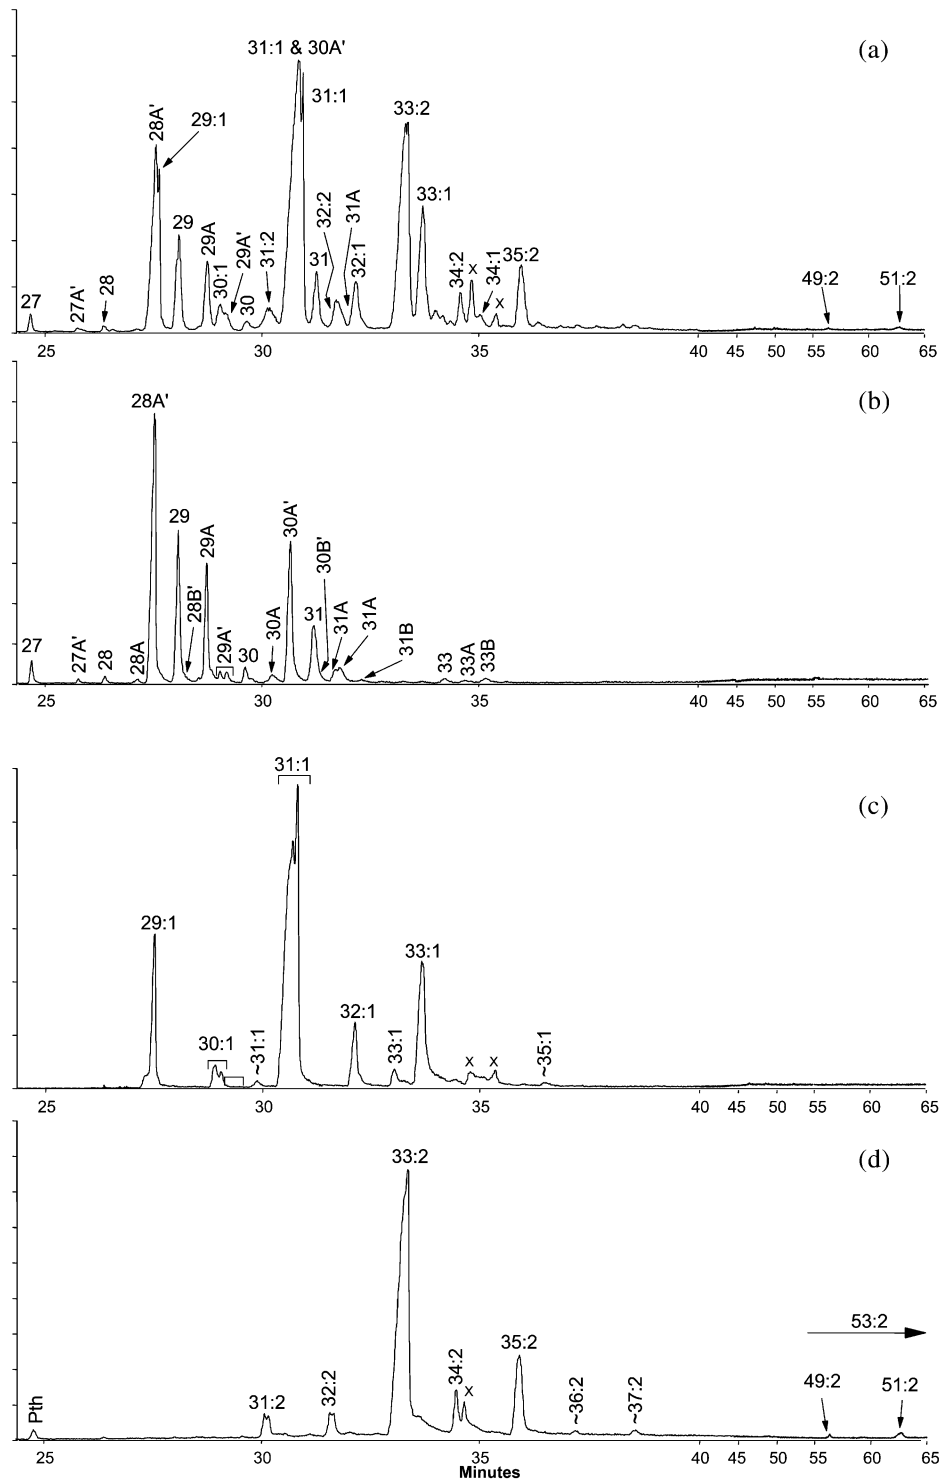 (a)
31:1 & 30A'
31:1
28A'
29:1
33:2
33:1
29
29A
30:1
29A'
31:2
31
32:2
31A
32:1
34:2
x
34:1
x
35:2
49:2
51:2
27
27A'
28
30
25 30 35 40 45 50 55 60 65
(b)
28A'
29
29A
30A'
30B'
31
27
27A'
28
28A
28B'
29A'
30
30A
31A
31A
31B
33
33A
33B
25 30 35 40 45 50 55 60 65
(c)
31:1
29:1
30:1
~31:1
32:1
33:1
33:1
x
x
~35:1
25 30 35 40 45 50 55 60 65
(d)
33:2
53:2
Pth
31:2
32:2
34:2
x
35:2
~36:2
~37:2
49:2
51:2
25 30 35 40 45 50 55 60 65
Minutes